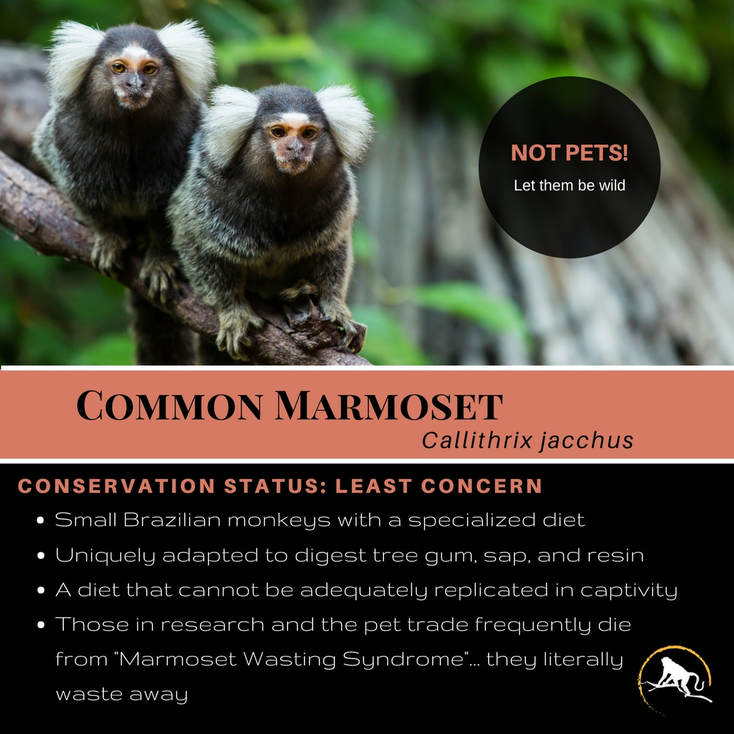 NOT PETS!
Let them be wild
COMMON MARMOSET
Callithrix jacchus
CONSERVATION STATUS: LEAST CONCERN
• Small Brazilian monkeys with a specialized diet
• Uniquely adapted to digest tree gum, sap, and resin
• A diet that cannot be adequately replicated in captivity
• Those in research and the pet trade frequently die
from "Marmoset Wasting Syndrome"... they literally
waste away